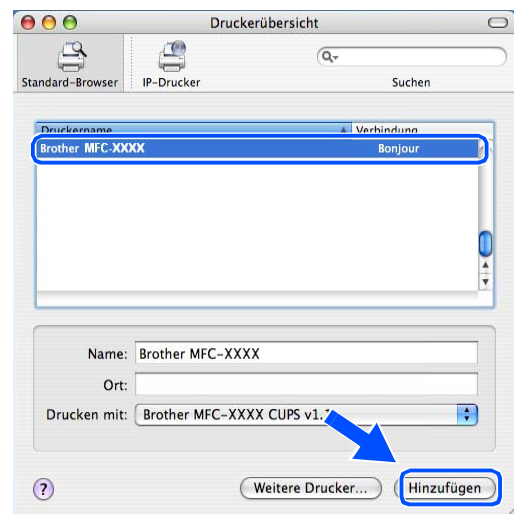 Druckerübersicht
Standard-Browser
IP-Drucker
Suchen
Druckername
Verbindung
Brother MFC-XXXX
Bonjour
Name:
Brother MFC-XXXX
Ort:
Drucken mit:
Brother MFC-XXXX CUPS v1.1
?
Weitere Drucker...
Hinzufügen